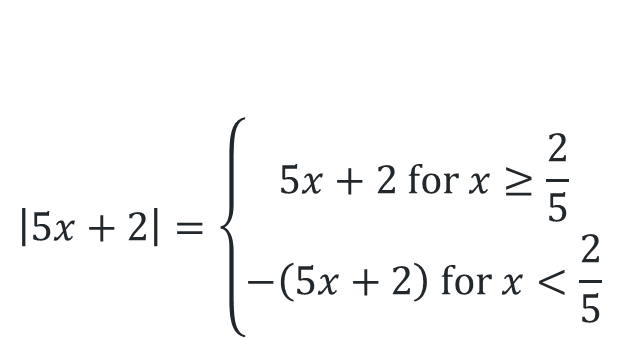 |5x + 2| = { 5x + 2 for x ≥ 2/5
−(5x + 2) for x < 2/5